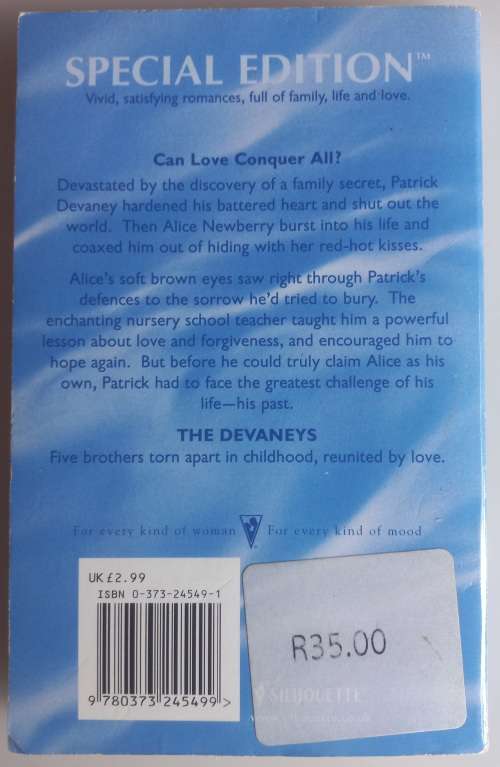 SPECIAL EDITION™
Vivid, satisfying romances, full of family, life and love.
Can Love Conquer All?
Devastated by the discovery of a family secret, Patrick
Devaney hardened his battered heart and shut out the
world. Then Alice Newberry burst into his life and
coaxed him out of hiding with her red-hot kisses.
Alice's soft brown eyes saw right through Patrick's
defences to the sorrow he'd tried to bury. The
enchanting nursery school teacher taught him a powerful
lesson about love and forgiveness, and encouraged him to
hope again. But before he could truly claim Alice as his
own, Patrick had to face the greatest challenge of his
life—his past.
THE DEVANEYS
Five brothers torn apart in childhood, reunited by love.
For every kind of woman For every kind of mood
UK £2.99
ISBN 0-373-24549-1
9 780373 245499 >
R35.00
SILHOUETTE